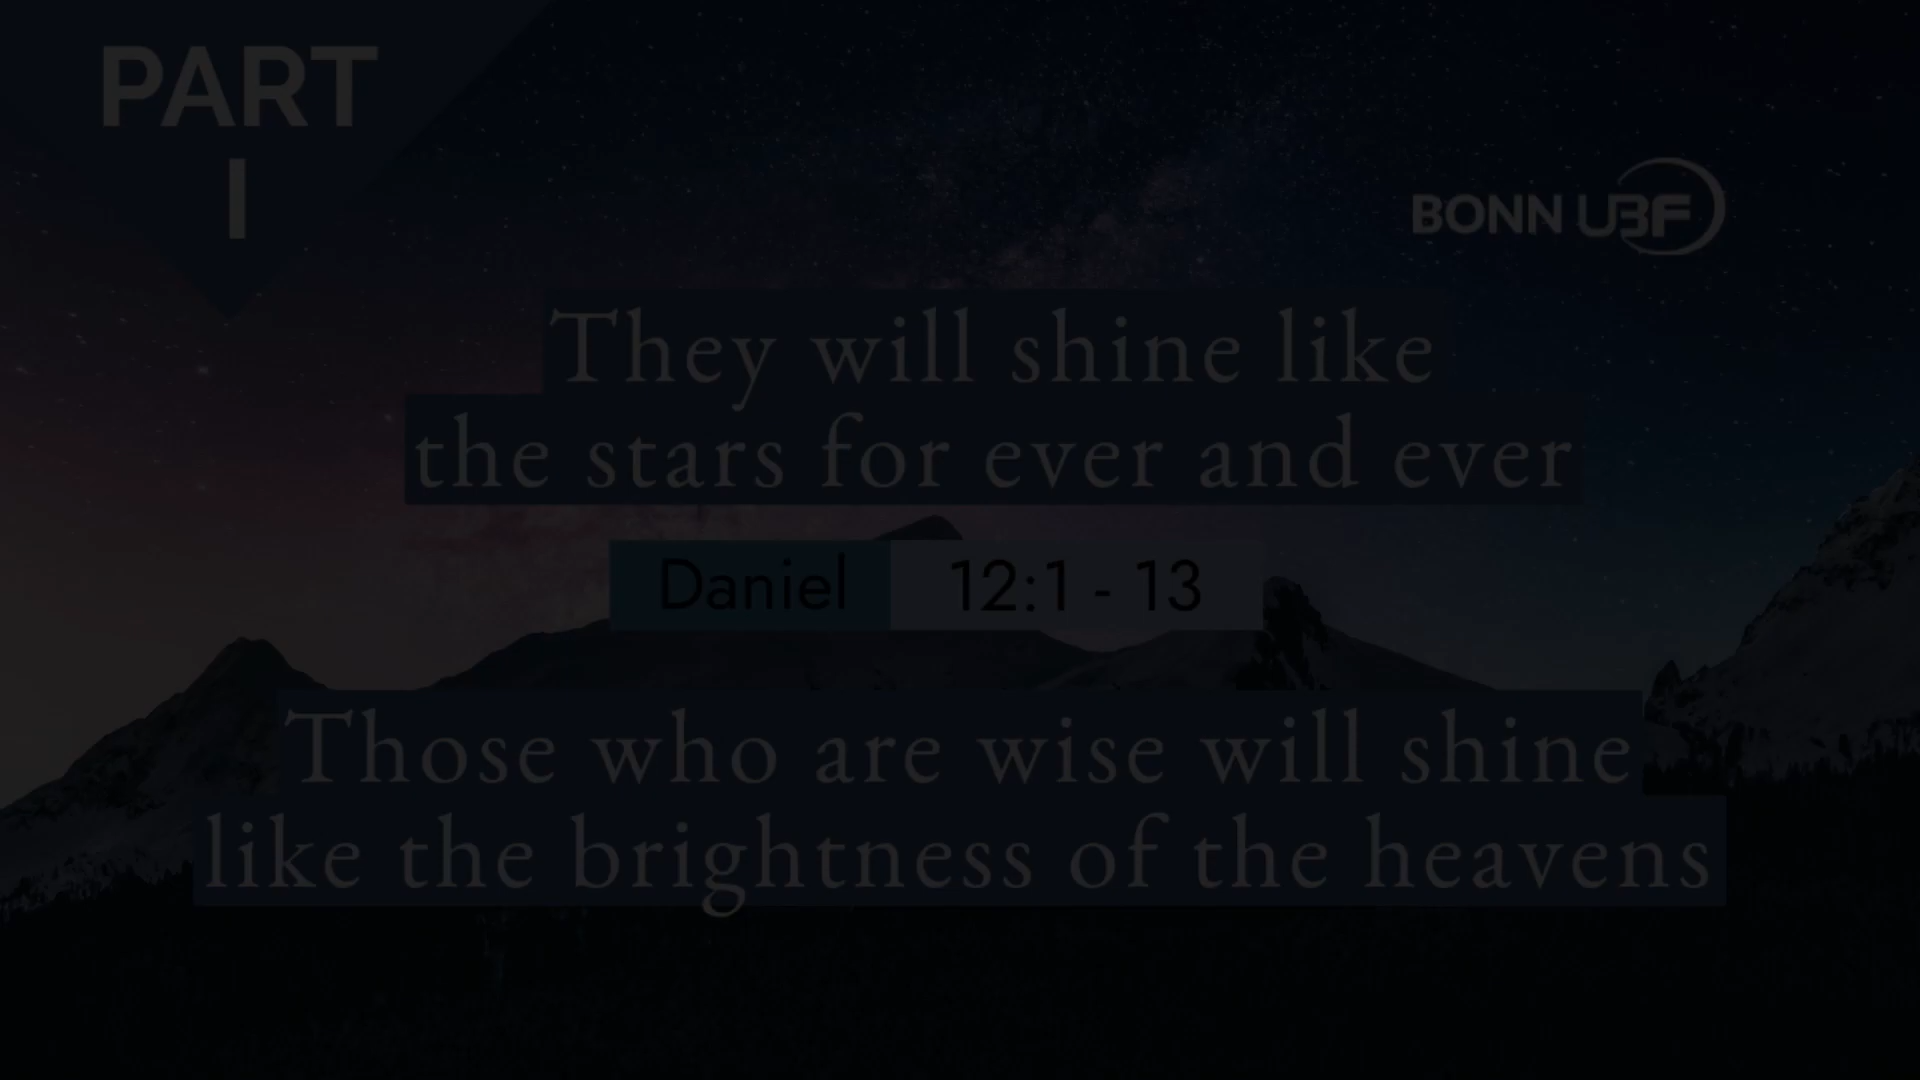 PART
I
BONN UBF
They will shine like
the stars for ever and ever
Daniel 12:1 - 13
Those who are wise will shine
like the brightness of the heavens